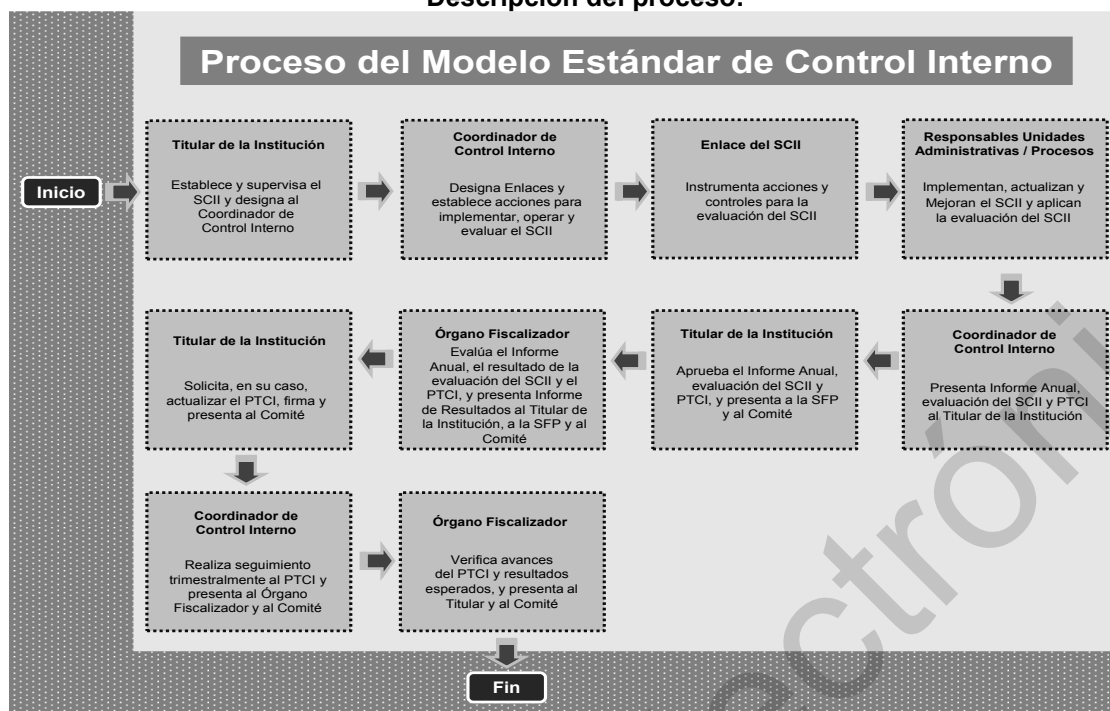 Descripción del proceso:
Proceso del Modelo Estándar de Control Interno
Inicio
Titular de la Institución
Establece y supervisa el
SCII y designa al
Coordinador de
Control Interno
Coordinador de
Control Interno
Designa Enlaces y
establece acciones para
implementar, operar y
evaluar el SCII
Enlace del SCII
Instrumenta acciones y
controles para la
evaluación del SCII
Responsables Unidades
Administrativas / Procesos
Implementan, actualizan y
Mejoran el SCII y aplican
la evaluación del SCII
Coordinador de
Control Interno
Presenta Informe Anual,
evaluación del SCII y PTCI
al Titular de la Institución
Titular de la Institución
Aprueba el Informe Anual,
evaluación del SCII y
PTCI, y presenta a la SFP
y al Comité
Órgano Fiscalizador
Evalúa el Informe
Anual, el resultado de la
evaluación del SCII y el
PTCI, y presenta Informe
de Resultados al Titular de
la Institución, a la SFP y al
Comité
Titular de la Institución
Solicita, en su caso,
actualizar el PTCI, firma y
presenta al Comité
Coordinador de
Control Interno
Realiza seguimiento
trimestralmente al PTCI y
presenta al Órgano
Fiscalizador y al Comité
Órgano Fiscalizador
Verifica avances
del PTCI y resultados
esperados, y presenta al
Titular y al Comité
Fin
ectróni